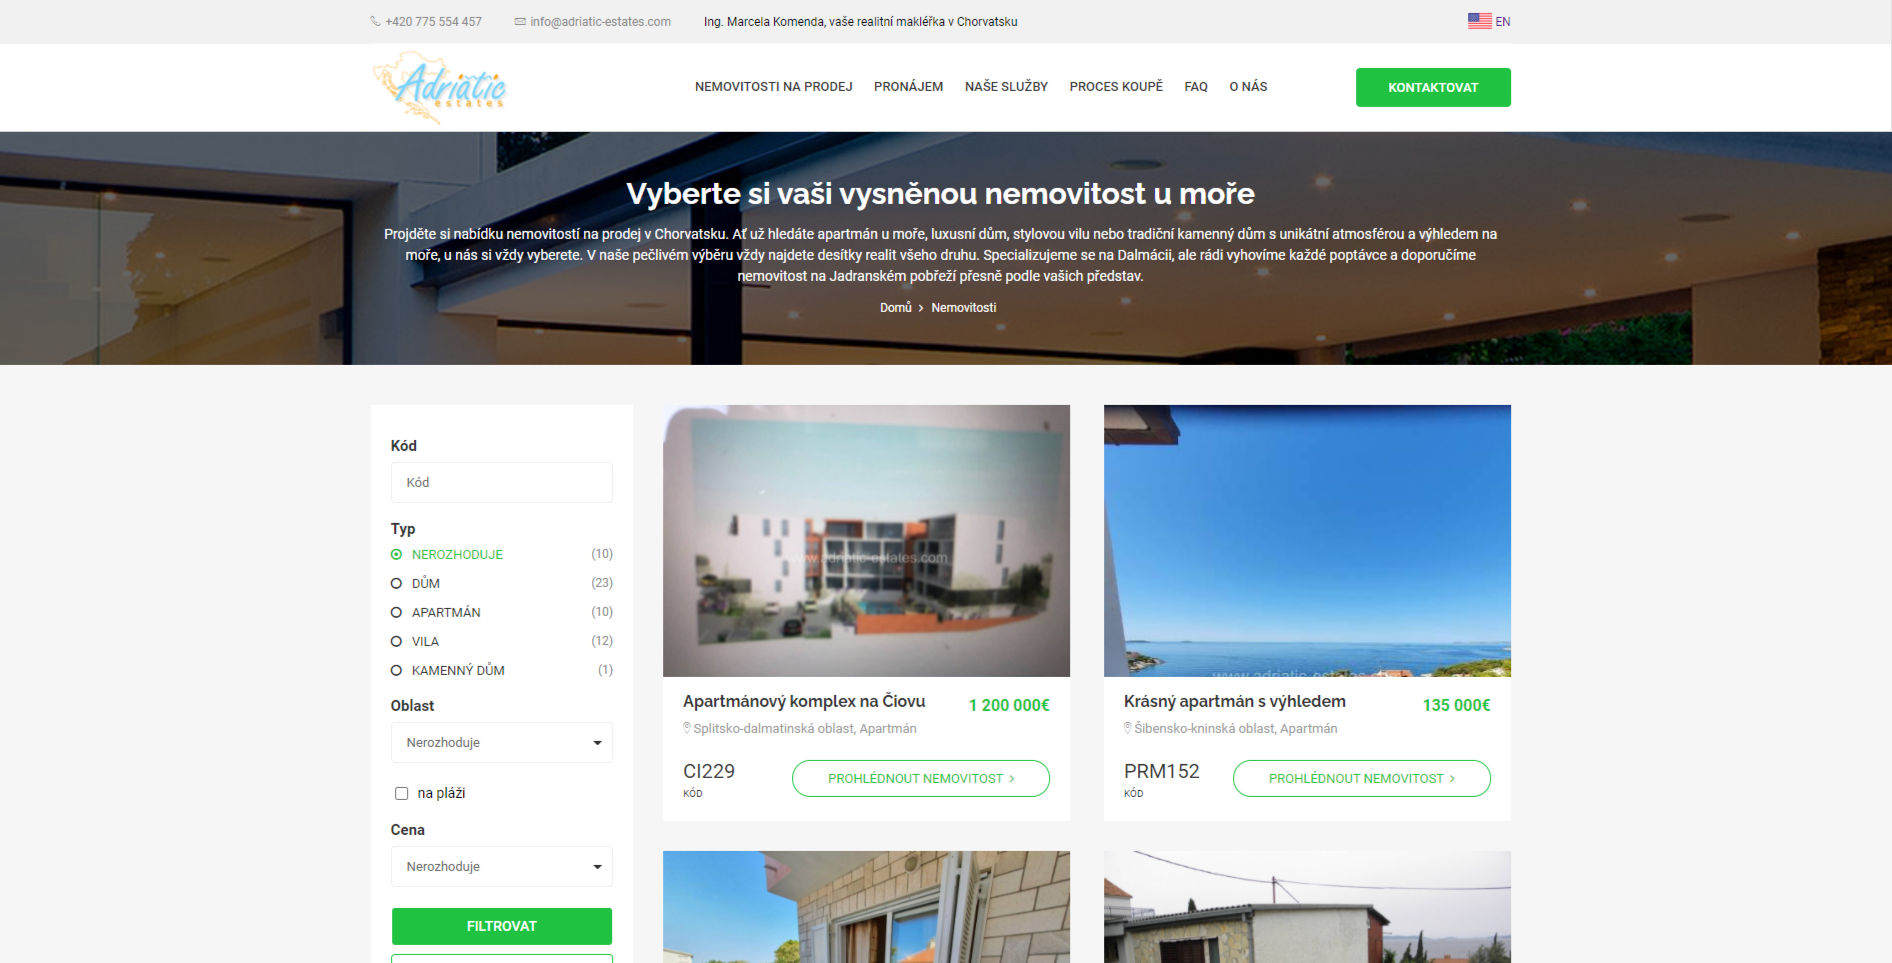 +420 775 554 457
info@adriatic-estates.com
Ing. Marcela Komenda, vaše realitní makléřka v Chorvatsku
EN
Adriatic
estates
NEMOVITOSTI NA PRODEJ
PRONÁJEM
NAŠE SLUŽBY
PROCES KOUPĚ
FAQ
O NÁS
KONTAKTOVAT
Vyberte si vaši vysněnou nemovitost u moře
Projděte si nabídku nemovitostí na prodej v Chorvatsku. Ať už hledáte apartmán u moře, luxusní dům, stylovou vilu nebo tradiční kamenný dům s unikátní atmosférou a výhledem na
moře, u nás si vždy vyberete. V naše pečlivém výběru vždy najdete desítky realit všeho druhu. Specializujeme se na Dalmácii, ale rádi vyhovíme každé poptávce a doporučíme
nemovitost na Jadranském pobřeží přesně podle vašich představ.
Domů > Nemovitosti
Kód
Kód
Typ
NEROZHODUJE (10)
DŮM (23)
APARTMÁN (10)
VILA (12)
KAMENNÝ DŮM (1)
Oblast
Nerozhoduje
na pláži
Cena
Nerozhoduje
FILTROVAT
www.adriatic-estates.com
Apartmánový komplex na Čiovu
1 200 000€
Splitsko-dalmatinská oblast, Apartmán
CI229
KÓD
PROHLÉDNOUT NEMOVITOST >
www.adriatic-estates.com
Krásný apartmán s výhledem
135 000€
Šibensko-kninská oblast, Apartmán
PRM152
KÓD
PROHLÉDNOUT NEMOVITOST >